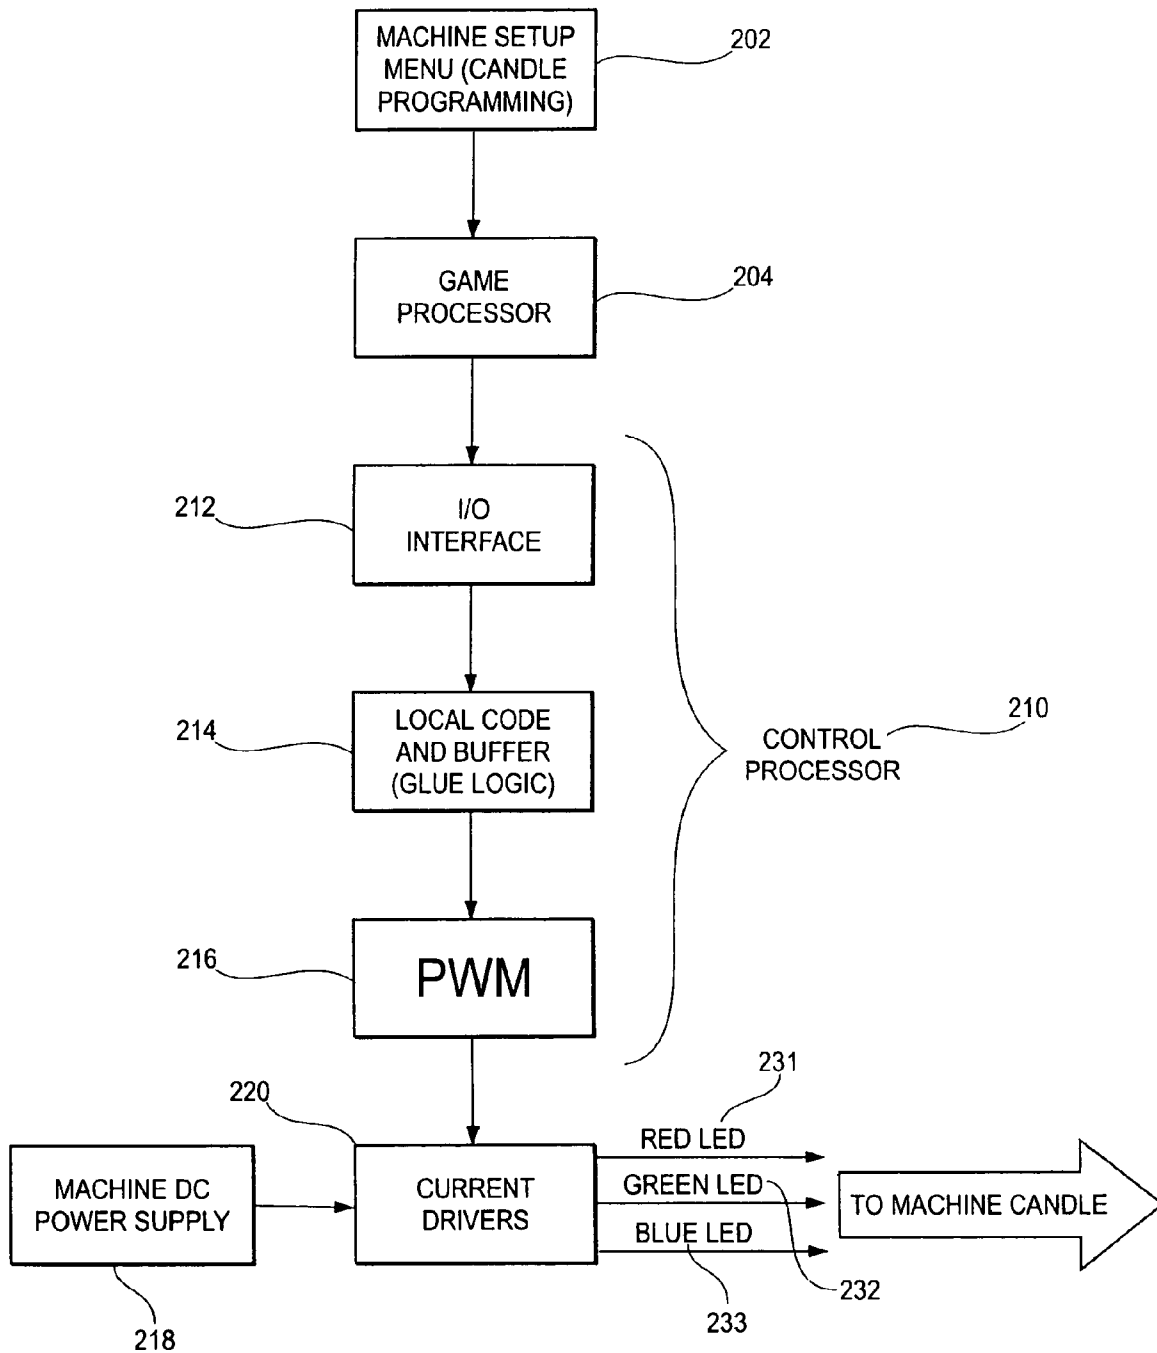 MACHINE SETUP
MENU (CANDLE
PROGRAMMING)
202
GAME
PROCESSOR
204
212
I/O
INTERFACE
214
LOCAL CODE
AND BUFFER
(GLUE LOGIC)
CONTROL
PROCESSOR
210
216
PWM
220
231
MACHINE DC
POWER SUPPLY
CURRENT
DRIVERS
RED LED
GREEN LED
BLUE LED
TO MACHINE CANDLE
218
233
232